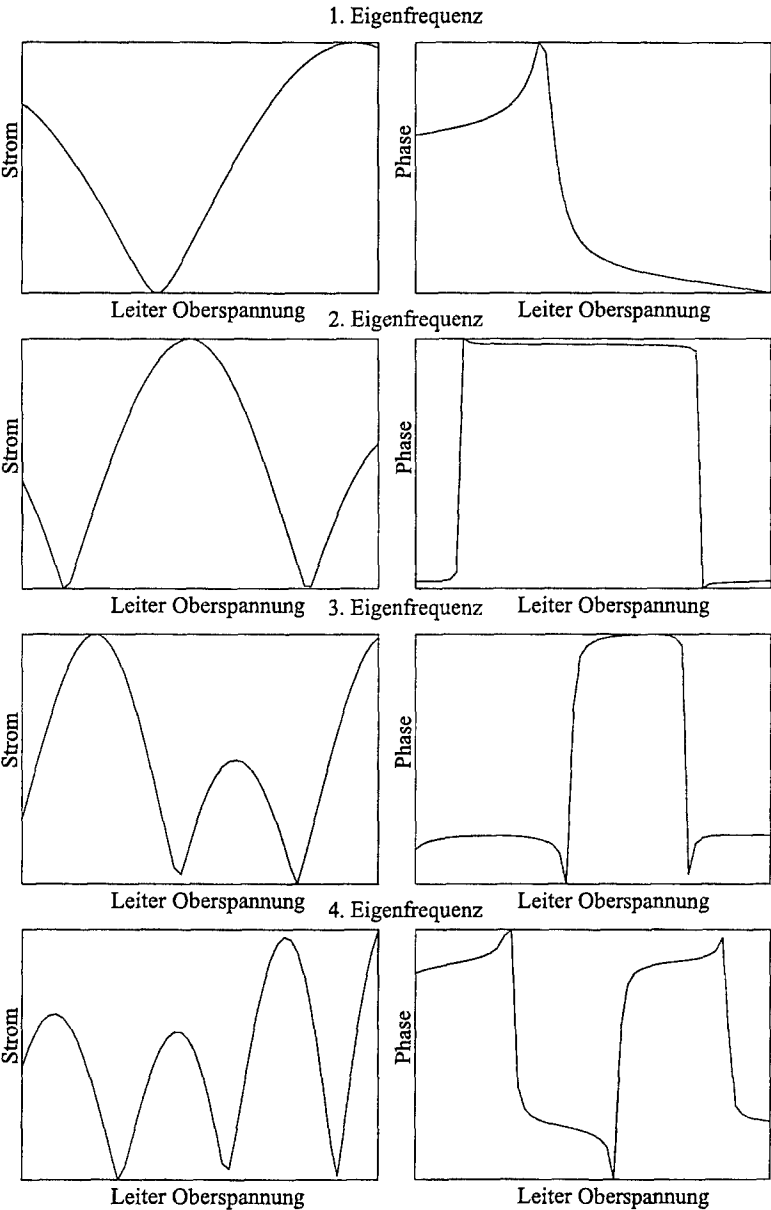 1. Eigenfrequenz
Strom
Phase
Leiter Oberspannung
Leiter Oberspannung
2. Eigenfrequenz
Strom
Phase
Leiter Oberspannung
Leiter Oberspannung
3. Eigenfrequenz
Strom
Phase
Leiter Oberspannung
Leiter Oberspannung
4. Eigenfrequenz
Strom
Phase
Leiter Oberspannung
Leiter Oberspannung